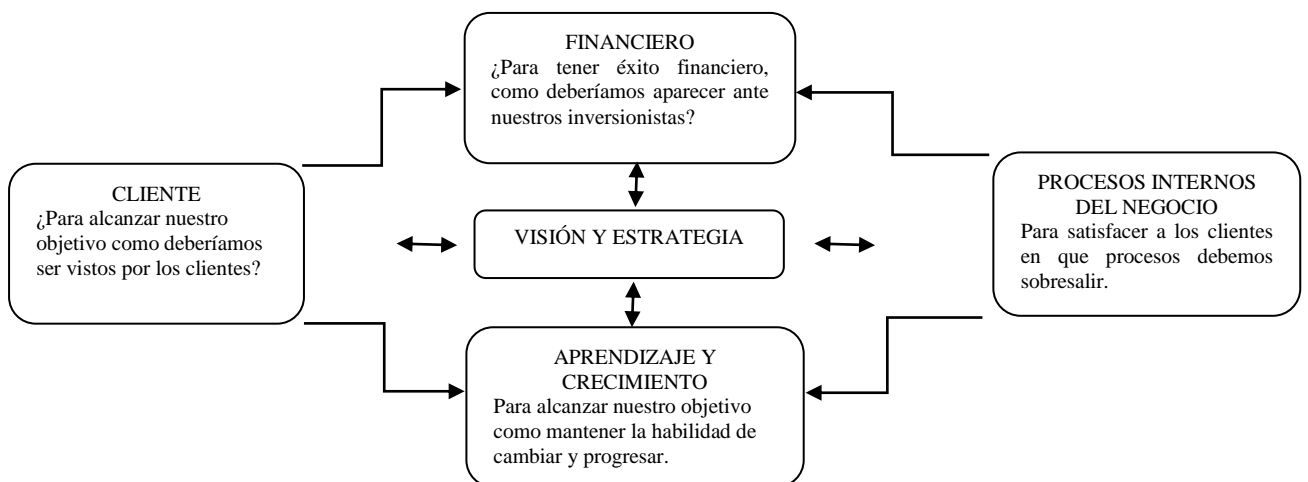 FINANCIERO
¿Para tener éxito financiero,
como deberíamos aparecer ante
nuestros inversionistas?
CLIENTE
¿Para alcanzar nuestro
objetivo como deberíamos
ser vistos por los clientes?
VISIÓN Y ESTRATEGIA
PROCESOS INTERNOS
DEL NEGOCIO
Para satisfacer a los clientes
en que procesos debemos
sobresalir.
APRENDIZAJE Y
CRECIMIENTO
Para alcanzar nuestro objetivo
como mantener la habilidad de
cambiar y progresar.